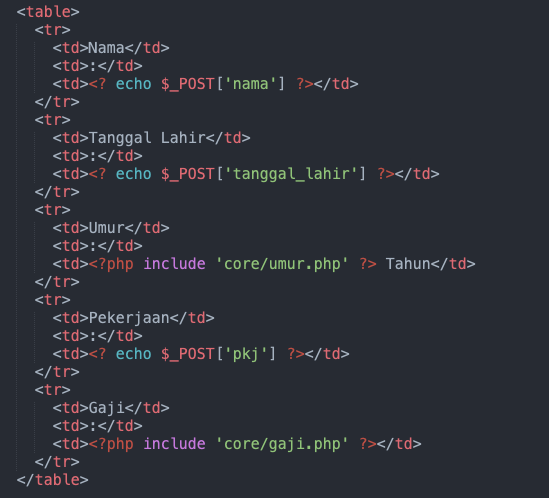 <table>
<tr>
<td>Nama</td>
<td>:</td>
<td><? echo $_POST['nama'] ?></td>
</tr>
<tr>
<td>Tanggal Lahir</td>
<td>:</td>
<td><? echo $_POST['tanggal_lahir'] ?></td>
</tr>
<tr>
<td>Umur</td>
<td>:</td>
<td><?php include 'core/umur.php' ?> Tahun</td>
</tr>
<tr>
<td>Pekerjaan</td>
<td>:</td>
<td><? echo $_POST['pkj'] ?></td>
</tr>
<tr>
<td>Gaji</td>
<td>:</td>
<td><?php include 'core/gaji.php' ?></td>
</tr>
</table>